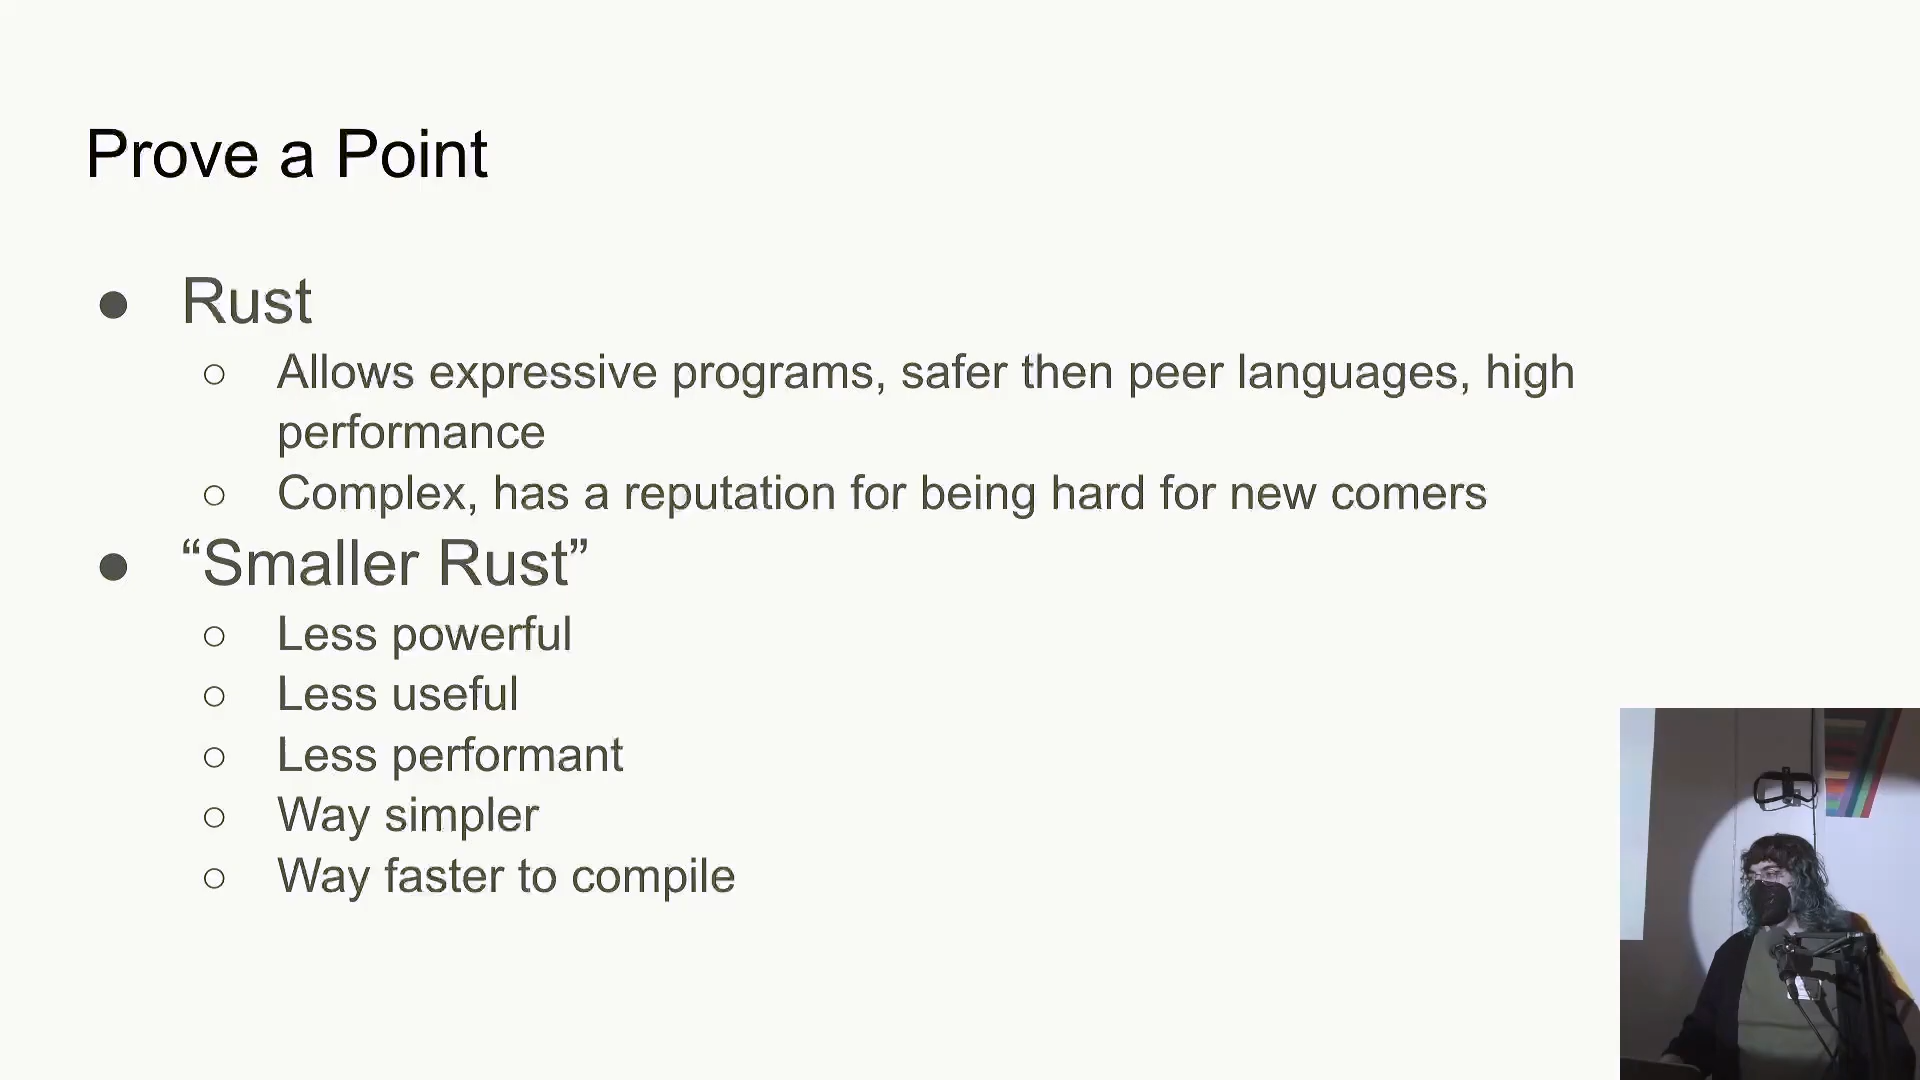 Prove a Point
● Rust
○ Allows expressive programs, safer then peer languages, high
performance
○ Complex, has a reputation for being hard for new comers
● “Smaller Rust”
○ Less powerful
○ Less useful
○ Less performant
○ Way simpler
○ Way faster to compile